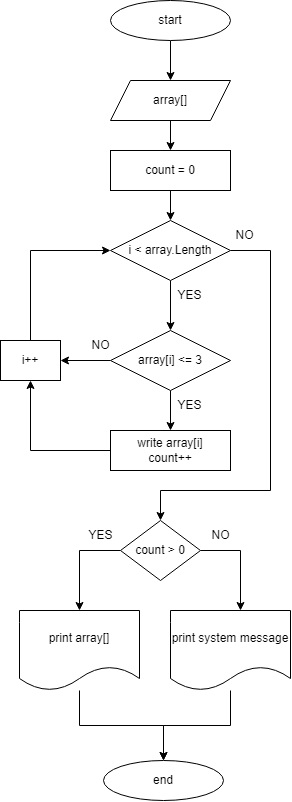 start
array[]
count = 0
i < array.Length
NO
YES
i++
NO
array[i] <= 3
YES
write array[i]
count++
YES
count > 0
NO
print array[]
print system message
end